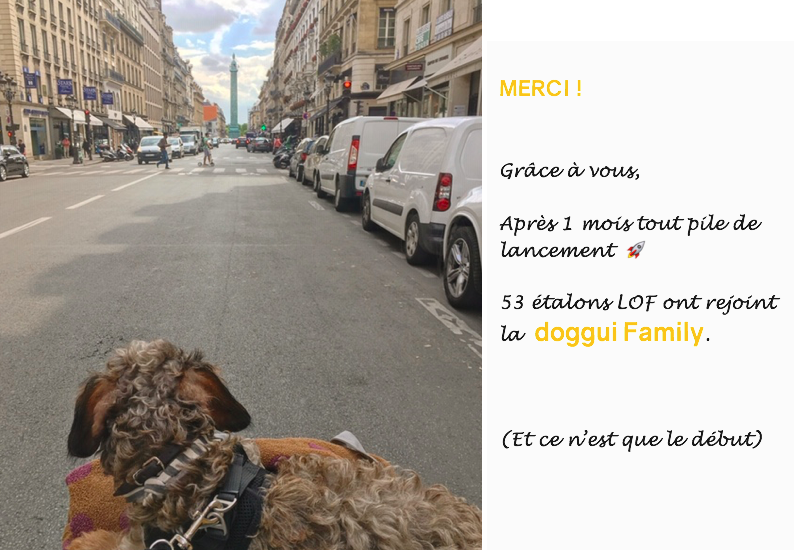 MERCI !
Grâce à vous,
Après 1 mois tout pile de
lancement 🚀
53 étalons LOF ont rejoint
la doggui Family.
(Et ce n'est que le début)